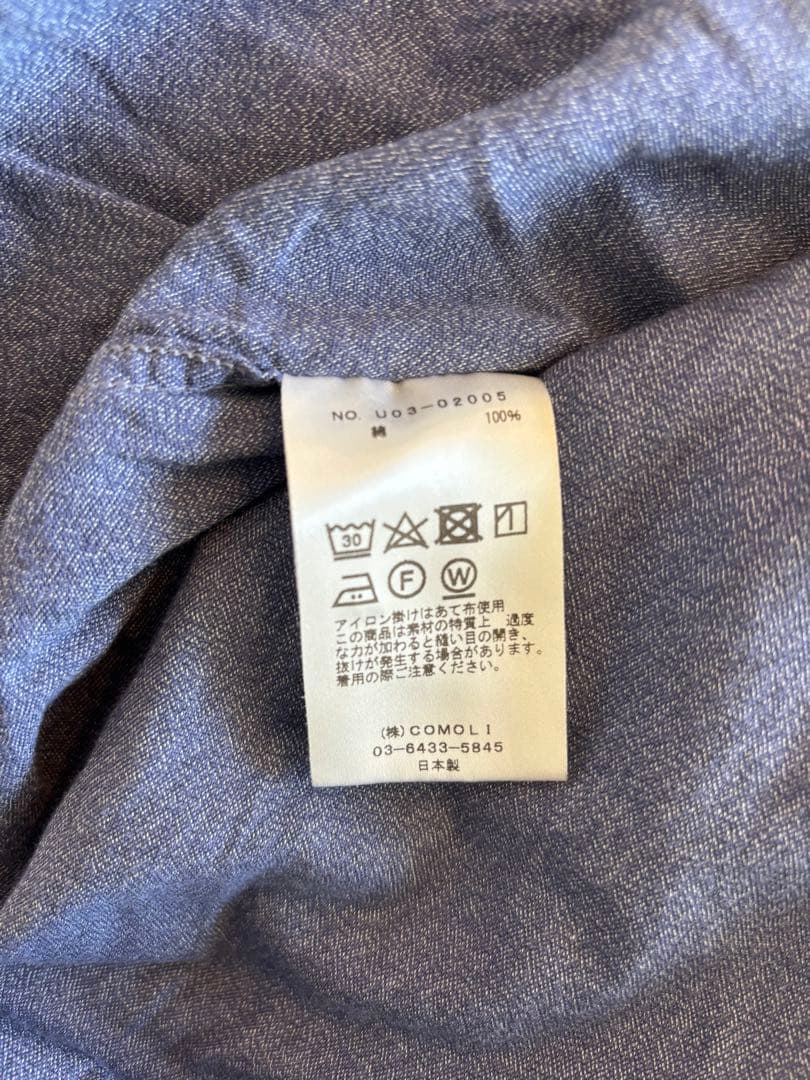 NO. U03-02005
綿 100%
30
F W
アイロン掛けはあて布使用
この商品は素材の特質上、過度
な力が加わると縫い目の開き、
抜けが発生する場合があります。
着用の際ご注意ください。
(株)COMOLI
03-6433-5845
日本製